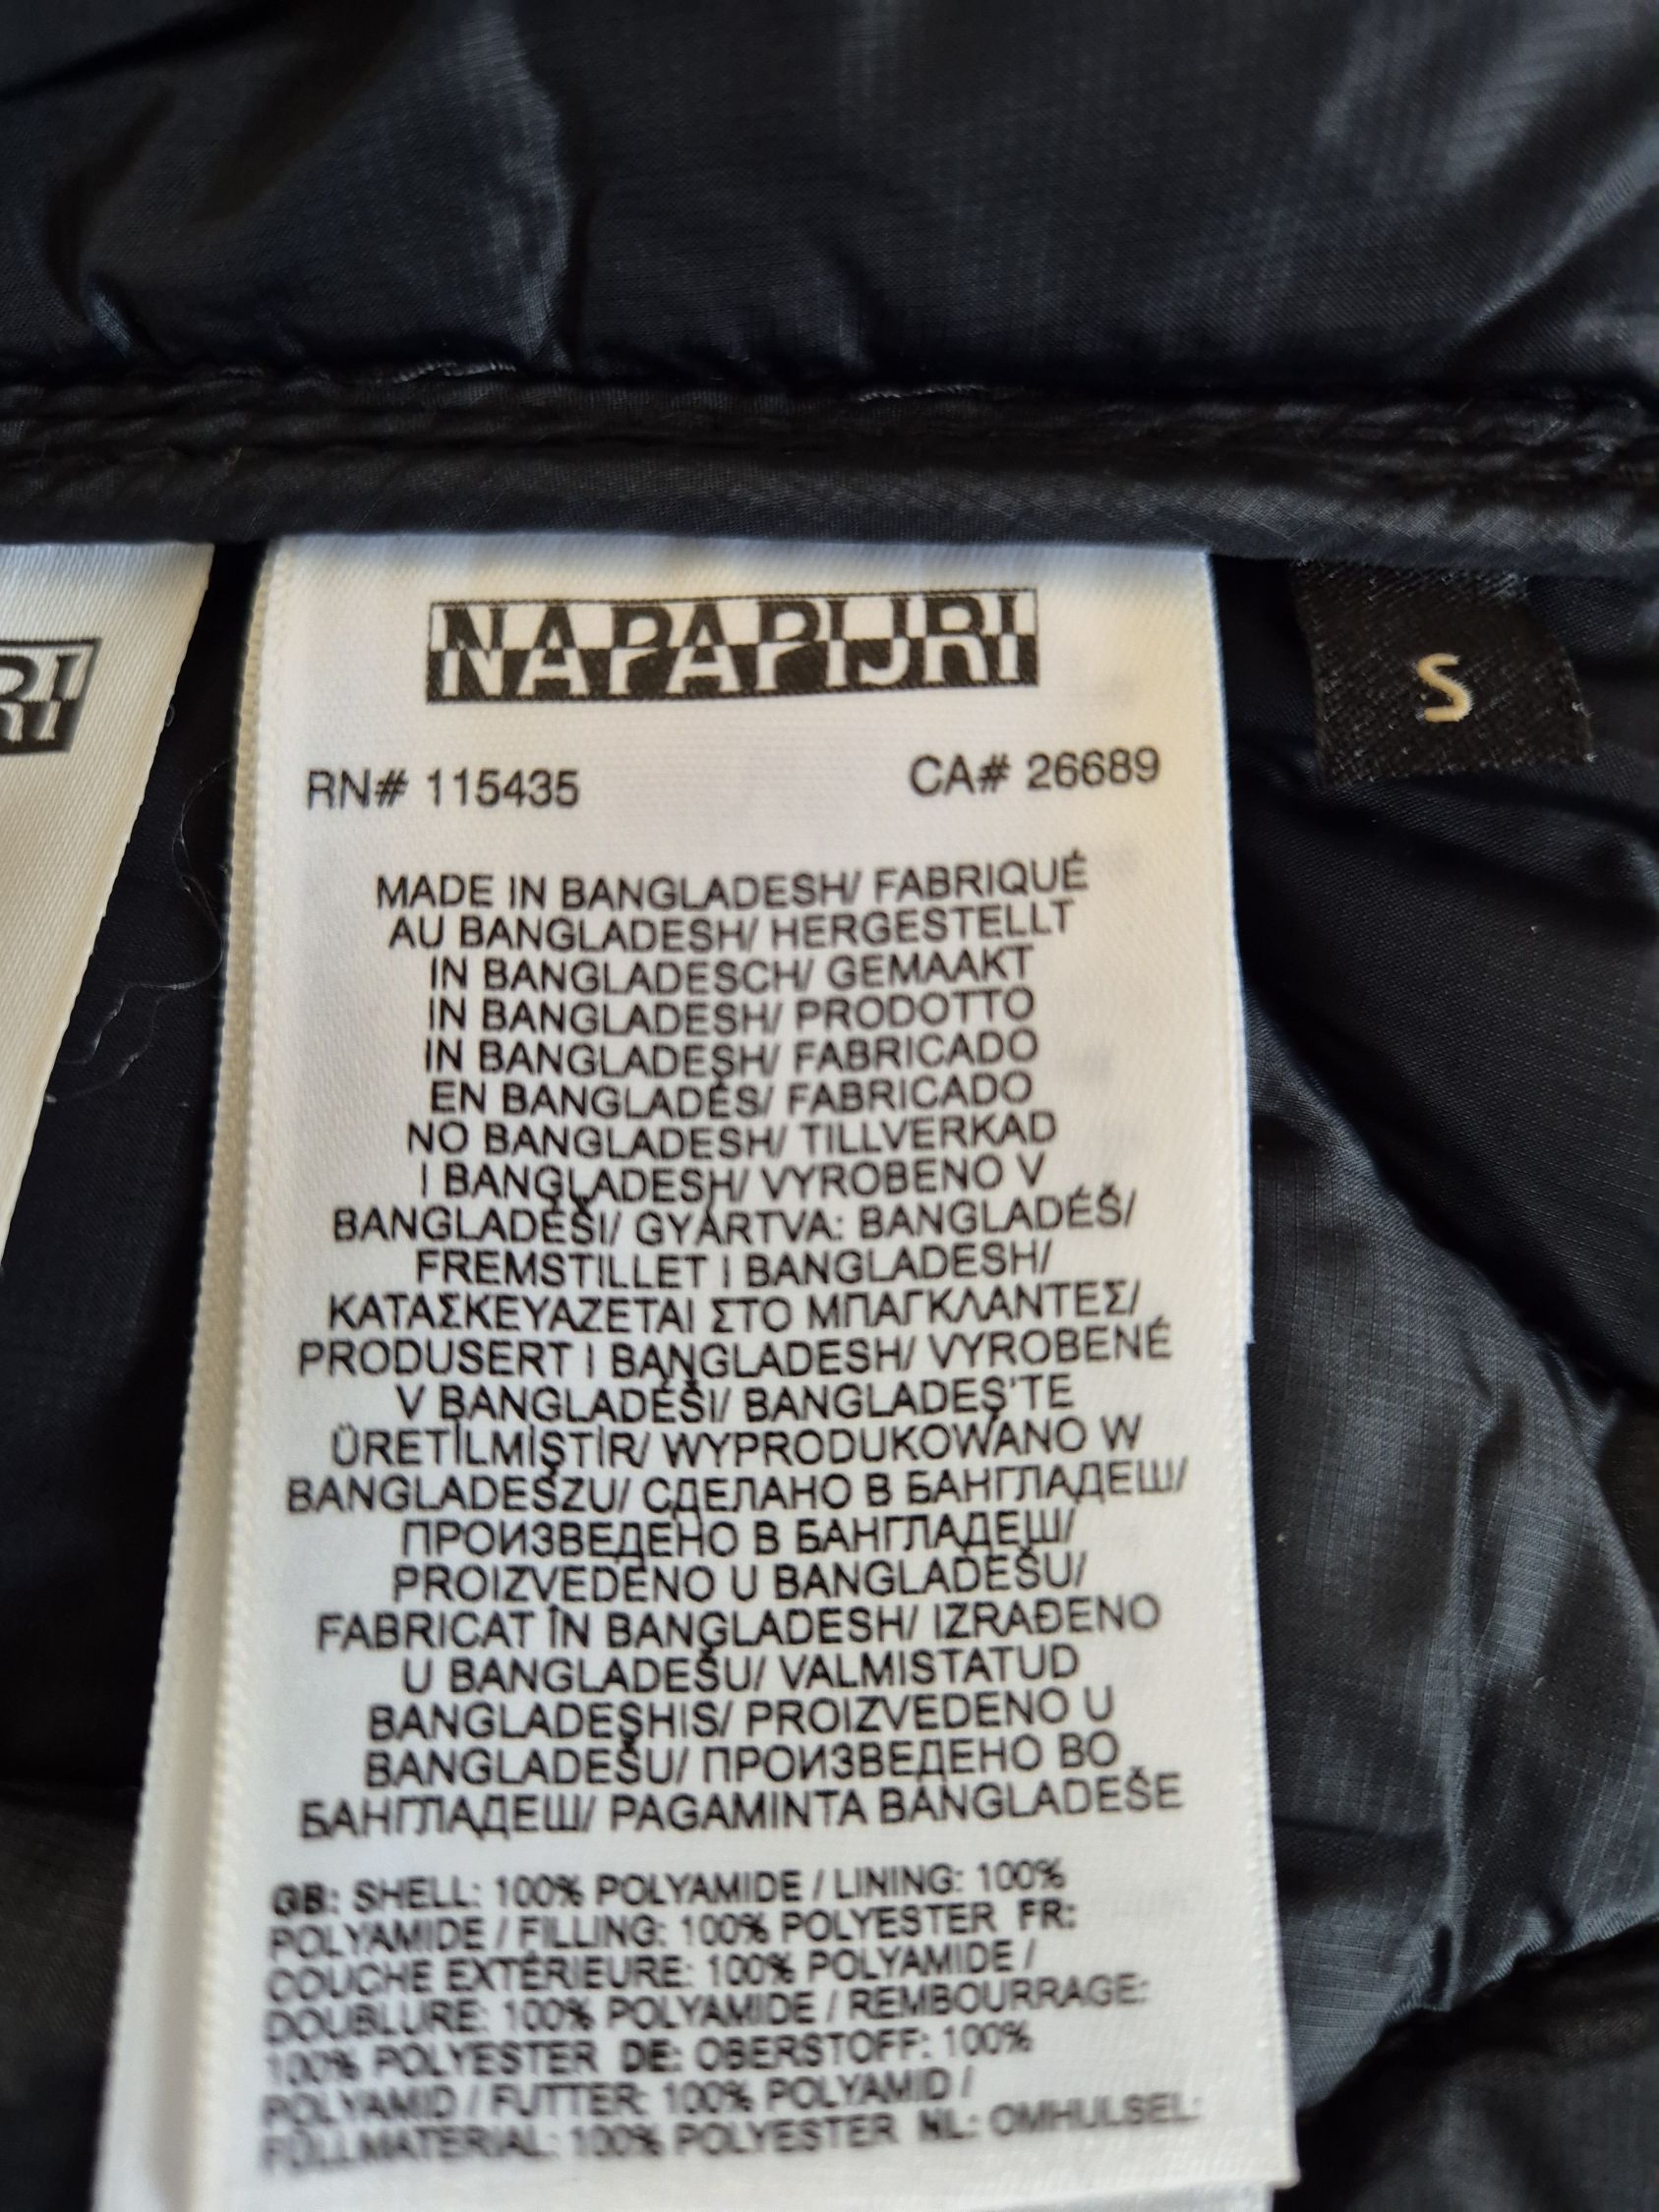 NAPAPIJRI
RI
S
RN# 115435 CA# 26689
MADE IN BANGLADESH/ FABRIQUÉ
AU BANGLADESH/ HERGESTELLT
IN BANGLADESCH/ GEMAAKT
IN BANGLADESH/ PRODOTTO
IN BANGLADESH/ FABRICADO
EN BANGLADÉS/ FABRICADO
NO BANGLADESH/ TILLVERKAD
I BANGLADESH/ VYROBENO V
BANGLADÉŠI/ GYÁRTVA: BANGLADÉŠ/
FREMSTILLET I BANGLADESH/
ΚΑΤΑΣΚΕΥΑΖΕΤΑΙ ΣΤΟ ΜΠΑΓΚΛΑΝΤΕΣ/
PRODUSERT I BANGLADESH/ VYROBENÉ
V BANGLADÉŠI/ BANGLADEŞ'TE
ÜRETİLMİŞTİR/ WYPRODUKOWANO W
BANGLADESZU/ СДЕЛАНО В БАНГЛАДЕШ/
ПРОИЗВЕДЕНО В БАНГЛАДЕШ/
PROIZVEDENO U BANGLADEŠU/
FABRICAT ÎN BANGLADESH/ IZRAĐENO
U BANGLADEŠU/ VALMISTATUD
BANGLADESHIS/ PROIZVEDENO U
BANGLADEŠU/ ПРОИЗВЕДЕНО ВО
БАНГЛАДЕШ/ PAGAMINTA BANGLADEŠE
GB: SHELL: 100% POLYAMIDE / LINING: 100%
POLYAMIDE / FILLING: 100% POLYESTER FR:
COUCHE EXTÉRIEURE: 100% POLYAMIDE /
DOUBLURE: 100% POLYAMIDE / REMBOURRAGE:
100% POLYESTER DE: OBERSTOFF: 100%
POLYAMID / FUTTER: 100% POLYAMID /
FÜLLMATERIAL: 100% POLYESTER NL: OMHULSEL: